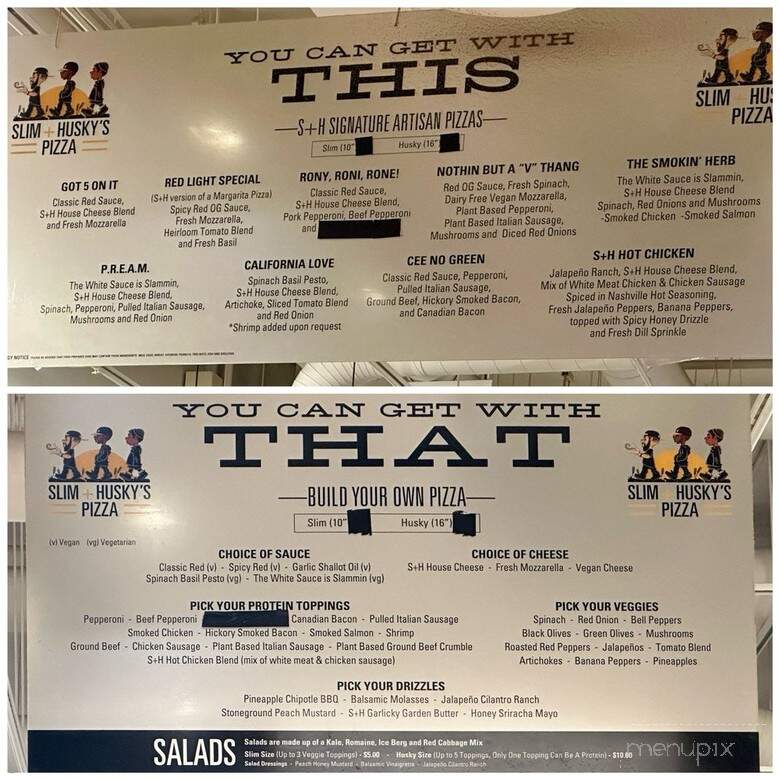 YOU CAN GET WITH
THIS
SLIM + HUSKY'S
PIZZA
SLIM + HUS
PIZZA
S+H SIGNATURE ARTISAN PIZZAS
Slim (10" Husky (16"
GOT 5 ON IT
Classic Red Sauce,
S+H House Cheese Blend
and Fresh Mozzarella
RED LIGHT SPECIAL
(S+H version of a Margarita Pizza)
Spicy Red OG Sauce,
Fresh Mozzarella,
Heirloom Tomato Blend
and Fresh Basil
RONY, RONI, RONE!
Classic Red Sauce,
S+H House Cheese Blend,
Pork Pepperoni, Beef Pepperoni
and
NOTHIN BUT A "V" THANG
Red OG Sauce, Fresh Spinach,
Dairy Free Vegan Mozzarella,
Plant Based Pepperoni,
Plant Based Italian Sausage,
Mushrooms and Diced Red Onions
THE SMOKIN' HERB
The White Sauce is Slammin,
S+H House Cheese Blend
Spinach, Red Onions and Mushrooms
-Smoked Chicken -Smoked Salmon
P.R.E.A.M.
The White Sauce is Slammin,
S+H House Cheese Blend,
Spinach, Pepperoni, Pulled Italian Sausage,
Mushrooms and Red Onion
CALIFORNIA LOVE
Spinach Basil Pesto,
S+H House Cheese Blend,
Artichoke, Sliced Tomato Blend
and Red Onion
*Shrimp added upon request
CEE NO GREEN
Classic Red Sauce, Pepperoni,
Pulled Italian Sausage,
Ground Beef, Hickory Smoked Bacon,
and Canadian Bacon
S+H HOT CHICKEN
Jalapeño Ranch, S+H House Cheese Blend,
Mix of White Meat Chicken & Chicken Sausage
Spiced in Nashville Hot Seasoning,
Fresh Jalapeño Peppers, Banana Peppers,
topped with Spicy Honey Drizzle
and Fresh Dill Sprinkle
GY NOTICE
YOU CAN GET WITH
THAT
SLIM + HUSKY'S
PIZZA
SLIM + HUSKY'S
PIZZA
BUILD YOUR OWN PIZZA
Slim (10" Husky (16")
(v) Vegan (vg) Vegetarian
CHOICE OF SAUCE
Classic Red (v) - Spicy Red (v) - Garlic Shallot Oil (v)
Spinach Basil Pesto (vg) - The White Sauce is Slammin (vg)
CHOICE OF CHEESE
S+H House Cheese - Fresh Mozzarella - Vegan Cheese
PICK YOUR PROTEIN TOPPINGS
Pepperoni - Beef Pepperoni Canadian Bacon - Pulled Italian Sausage
Smoked Chicken - Hickory Smoked Bacon - Smoked Salmon - Shrimp
Ground Beef - Chicken Sausage - Plant Based Italian Sausage - Plant Based Ground Beef Crumble
S+H Hot Chicken Blend (mix of white meat & chicken sausage)
PICK YOUR VEGGIES
Spinach - Red Onion - Bell Peppers
Black Olives - Green Olives - Mushrooms
Roasted Red Peppers - Jalapeños - Tomato Blend
Artichokes - Banana Peppers - Pineapples
PICK YOUR DRIZZLES
Pineapple Chipotle BBQ - Balsamic Molasses - Jalapeño Cilantro Ranch
Stoneground Peach Mustard - S+H Garlicky Garden Butter - Honey Sriracha Mayo
SALADS
Salads are made up of a Kale, Romaine, Ice Berg and Red Cabbage Mix
Slim Size (Up to 3 Veggie Toppings) - $5.00 - Husky Size (Up to 5 Toppings, Only One Topping Can Be A Protein) - $10.00
Salad Dressings - Peach Honey Mustard - Balsamic Vinaigrette - Jalapeño Cilantro Ranch
menupix